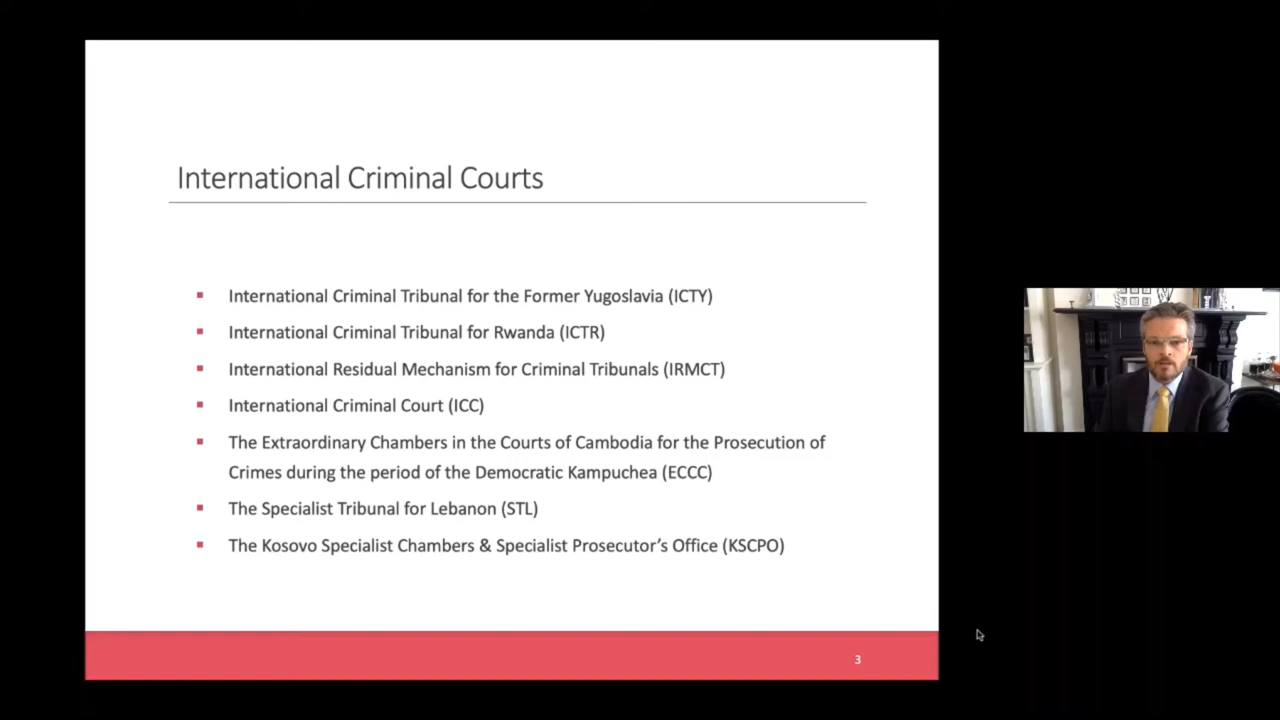 International Criminal Courts
International Criminal Tribunal for the Former Yugoslavia (ICTY)
International Criminal Tribunal for Rwanda (ICTR)
International Residual Mechanism for Criminal Tribunals (IRMCT)
International Criminal Court (ICC)
The Extraordinary Chambers in the Courts of Cambodia for the Prosecution of
Crimes during the period of the Democratic Kampuchea (ECCC)
The Specialist Tribunal for Lebanon (STL)
The Kosovo Specialist Chambers & Specialist Prosecutor’s Office (KSCPO)
3